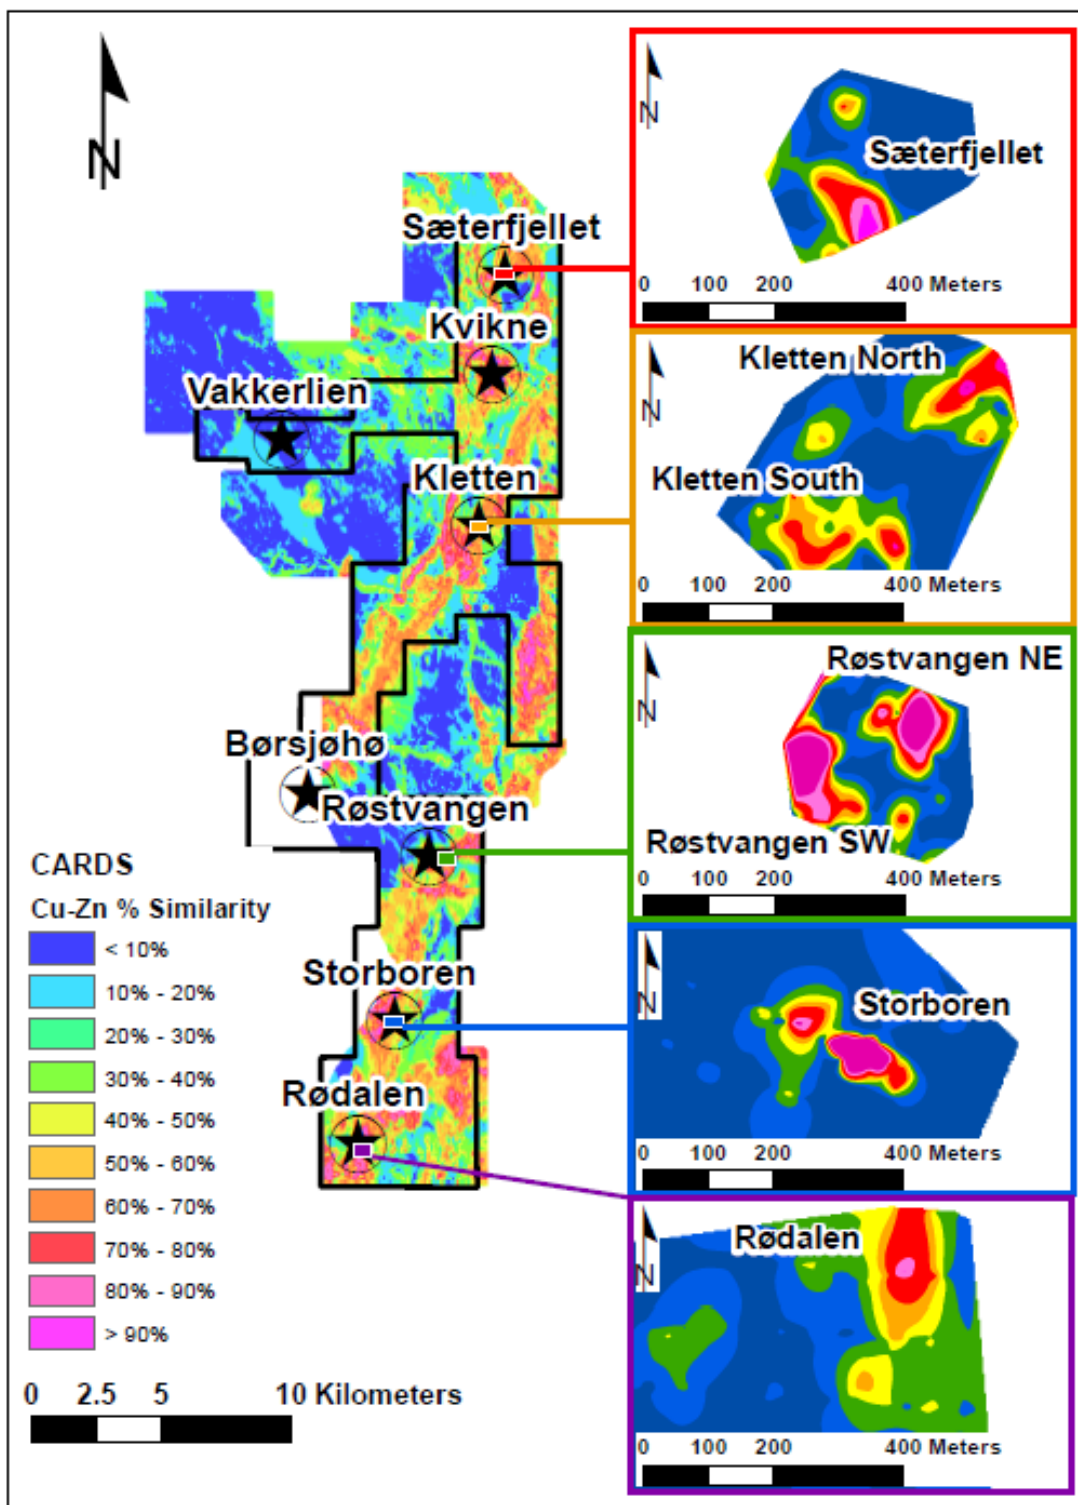 N
Sæterfjellet
Kvikne
Vakkerlien
Kletten
Børsjøhø
Røstvangen
Storboren
Rødalen
CARDS
Cu-Zn % Similarity
< 10%
10% - 20%
20% - 30%
30% - 40%
40% - 50%
50% - 60%
60% - 70%
70% - 80%
80% - 90%
> 90%
0 2.5 5 10 Kilometers
N
Sæterfjellet
0 100 200 400 Meters
N
Kletten North
Kletten South
0 100 200 400 Meters
N
Røstvangen NE
Røstvangen SW
0 100 200 400 Meters
N
Storboren
0 100 200 400 Meters
N
Rødalen
0 100 200 400 Meters